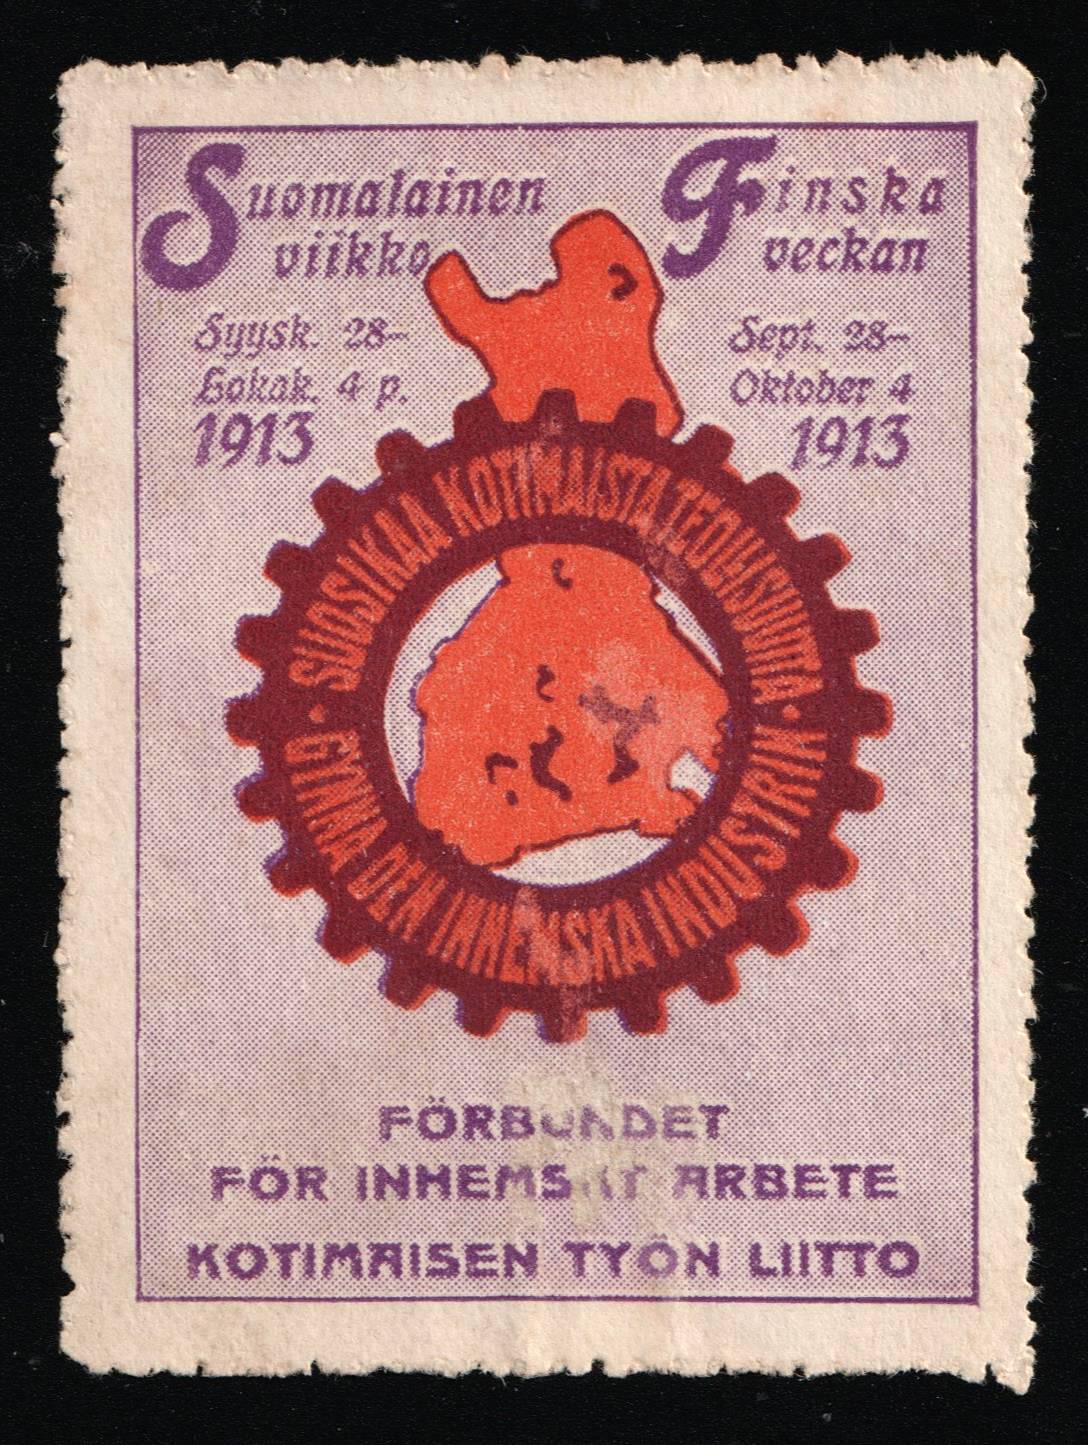 Suomalainen
viikko
Syysk. 28–
Lokak. 4 p.
1913
Finska
veckan
Sept. 28–
Oktober 4
1913
SUOSIKAA KOTIMAISTA TEOLLISUUTTA
GYNNA DEN INHEMSKA INDUSTRIN
FÖRBUNDET
FÖR INHEMSKT ARBETE
KOTIMAISEN TYÖN LIITTO